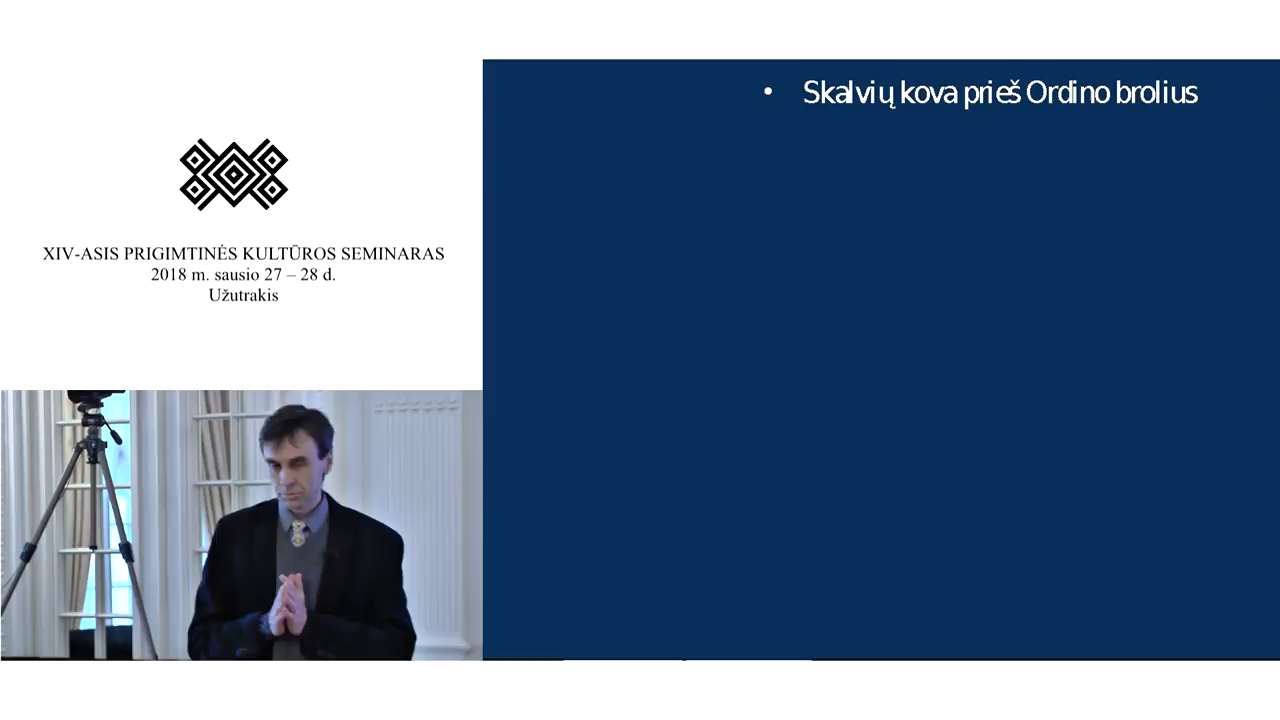 XIV-ASIS PRIGIMTINĖS KULTŪROS SEMINARAS
2018 m. sausio 27 – 28 d.
Užutrakis
• Skalvių kova prieš Ordino brolius